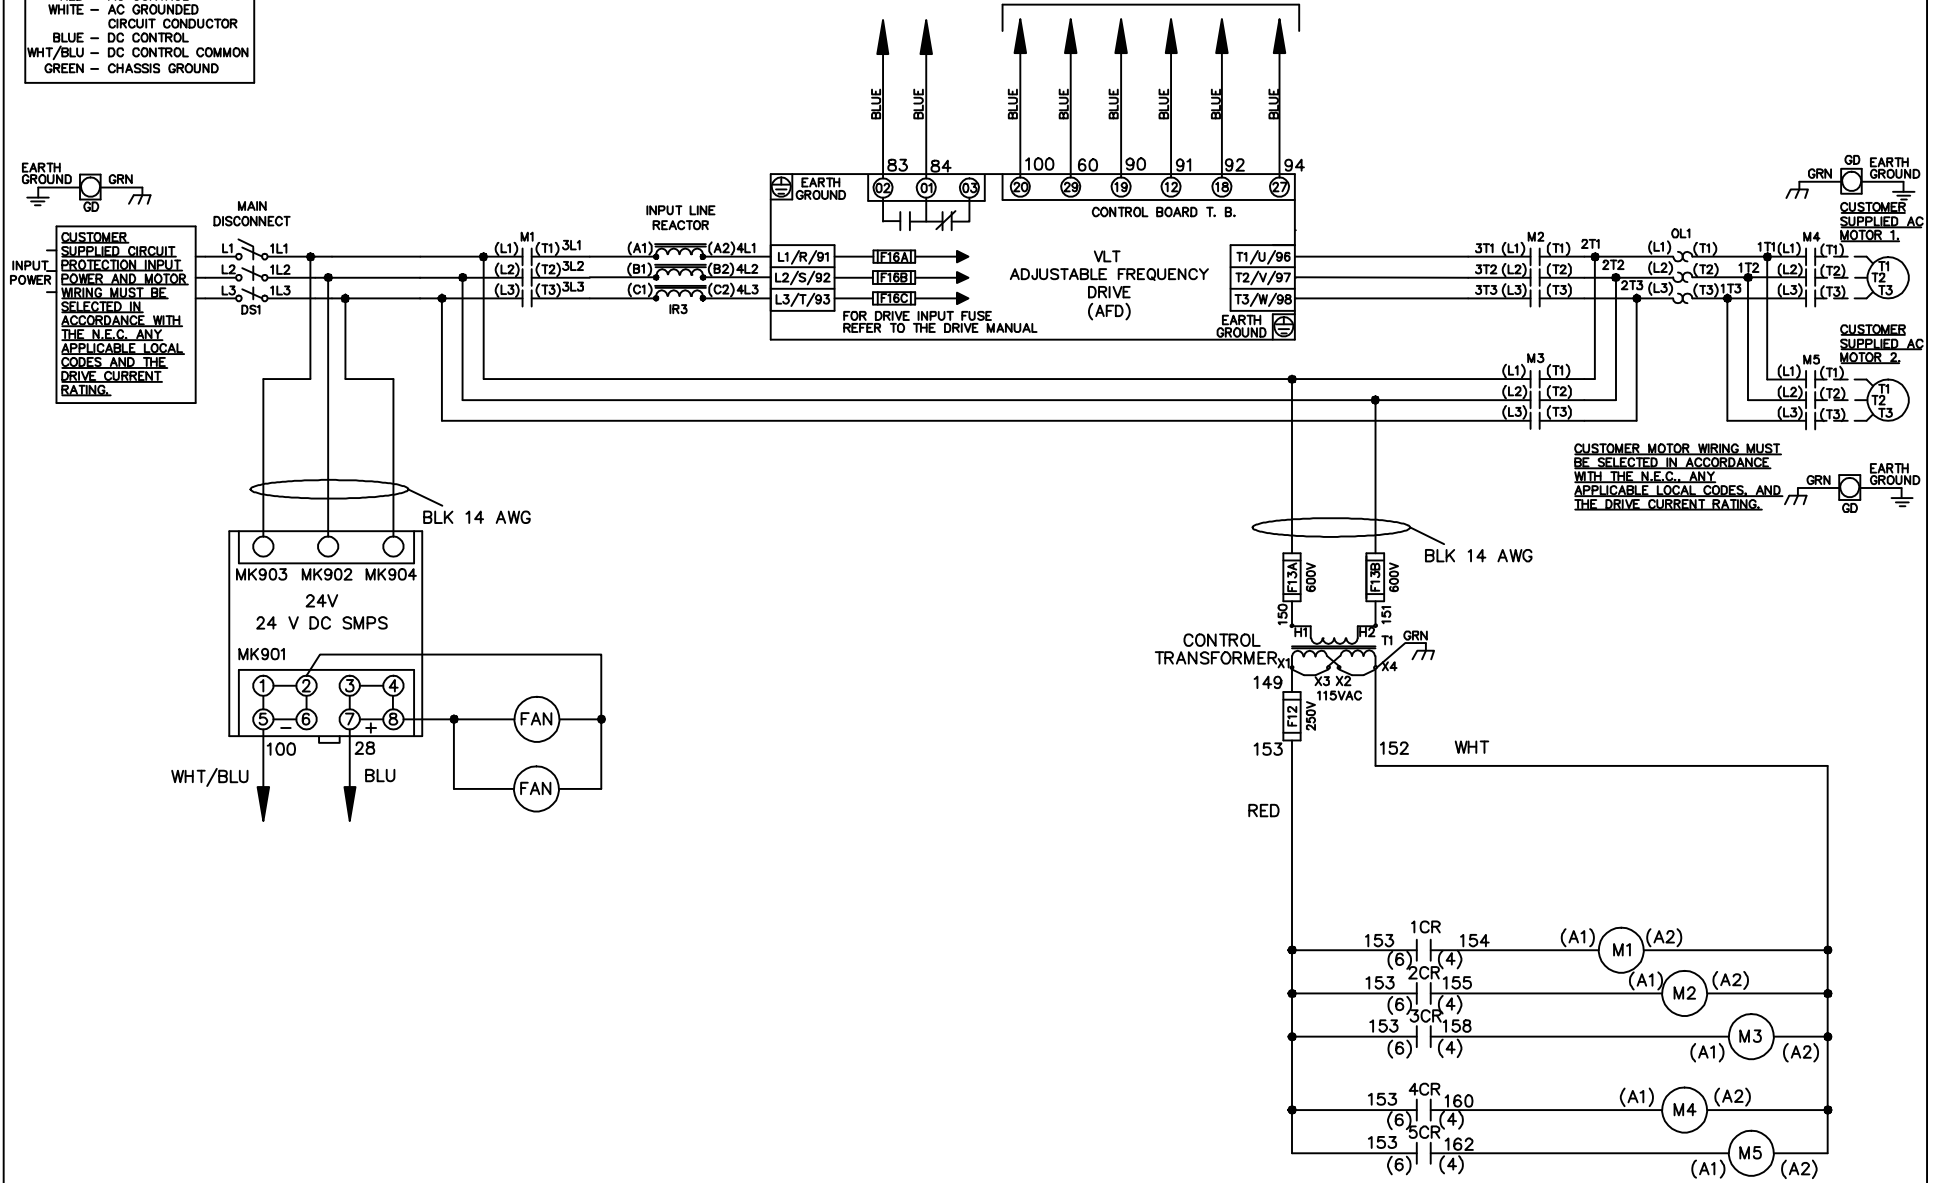 WHITE – AC GROUNDED
CIRCUIT CONDUCTOR
BLUE – DC CONTROL
WHT/BLU – DC CONTROL COMMON
GREEN – CHASSIS GROUND
BLUE
BLUE
BLUE
BLUE
BLUE
BLUE
BLUE
BLUE
83
84
100
60
90
91
92
94
EARTH
GROUND
GRN
GD
EARTH
GROUND
02
01
03
20
29
19
12
18
27
CONTROL BOARD T. B.
GD
EARTH
GROUND
GRN
CUSTOMER
SUPPLIED AC
MOTOR 1.
MAIN
DISCONNECT
INPUT LINE
REACTOR
INPUT
POWER
CUSTOMER
SUPPLIED CIRCUIT
PROTECTION INPUT
POWER AND MOTOR
WIRING MUST BE
SELECTED IN
ACCORDANCE WITH
THE N.E.C. ANY
APPLICABLE LOCAL
CODES AND THE
DRIVE CURRENT
RATING.
L1
1L1
L2
1L2
L3
1L3
DS1
M1
(L1)
(T1)
3L1
(L2)
(T2)
3L2
(L3)
(T3)
3L3
(A1)
(A2)
4L1
(B1)
(B2)
4L2
(C1)
(C2)
4L3
IR3
L1/R/91
L2/S/92
L3/T/93
F16A
F16B
F16C
FOR DRIVE INPUT FUSE
REFER TO THE DRIVE MANUAL
VLT
ADJUSTABLE FREQUENCY
DRIVE
(AFD)
T1/U/96
T2/V/97
T3/W/98
EARTH
GROUND
M2
3T1 (L1)
(T1)
2T1
3T2 (L2)
(T2)
2T2
3T3 (L3)
(T3)
2T3
OL1
(L1)
(T1)
1T1
(L2)
(T2)
1T2
(L3)
(T3)
1T3
M4
(L1)
(T1)
(L2)
(T2)
(L3)
(T3)
T1
T2
T3
CUSTOMER
SUPPLIED AC
MOTOR 2.
M3
(L1)
(T1)
(L2)
(T2)
(L3)
(T3)
M5
(L1)
(T1)
(L2)
(T2)
(L3)
(T3)
T1
T2
T3
CUSTOMER MOTOR WIRING MUST
BE SELECTED IN ACCORDANCE
WITH THE N.E.C., ANY
APPLICABLE LOCAL CODES, AND
THE DRIVE CURRENT RATING.
GRN
GD
EARTH
GROUND
BLK 14 AWG
MK903
MK902
MK904
24V
24 V DC SMPS
MK901
1
2
3
4
5
6
7
8
–
+
FAN
FAN
100
28
WHT/BLU
BLU
BLK 14 AWG
F13A
600V
F13B
600V
150
151
H1
H2
T1
GRN
CONTROL
TRANSFORMER
X1
X3 X2
X4
115VAC
149
F12
250V
153
152
WHT
RED
153
1CR
154
(6)
(4)
(A1)
M1
(A2)
153
2CR
155
(6)
(4)
(A1)
M2
(A2)
153
3CR
158
(6)
(4)
(A1)
M3
(A2)
153
4CR
160
(6)
(4)
(A1)
M4
(A2)
153
5CR
162
(6)
(4)
(A1)
M5
(A2)